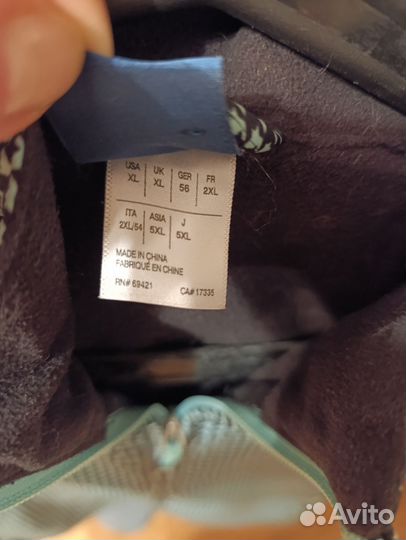 USA UK GER FR
XL XL 56 2XL
ITA ASIA J
2XL/54 5XL 5XL
MADE IN CHINA
FABRIQUÉ EN CHINE
RN# 69421 CA# 17335
Avito